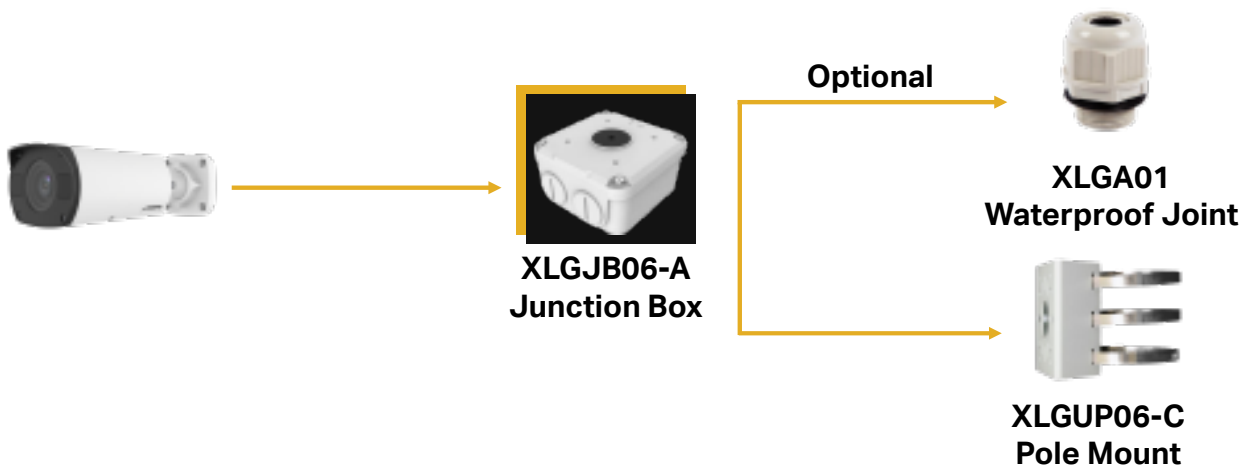 Optional
XLGA01
Waterproof Joint
XLGJB06-A
Junction Box
XLGUP06-C
Pole Mount